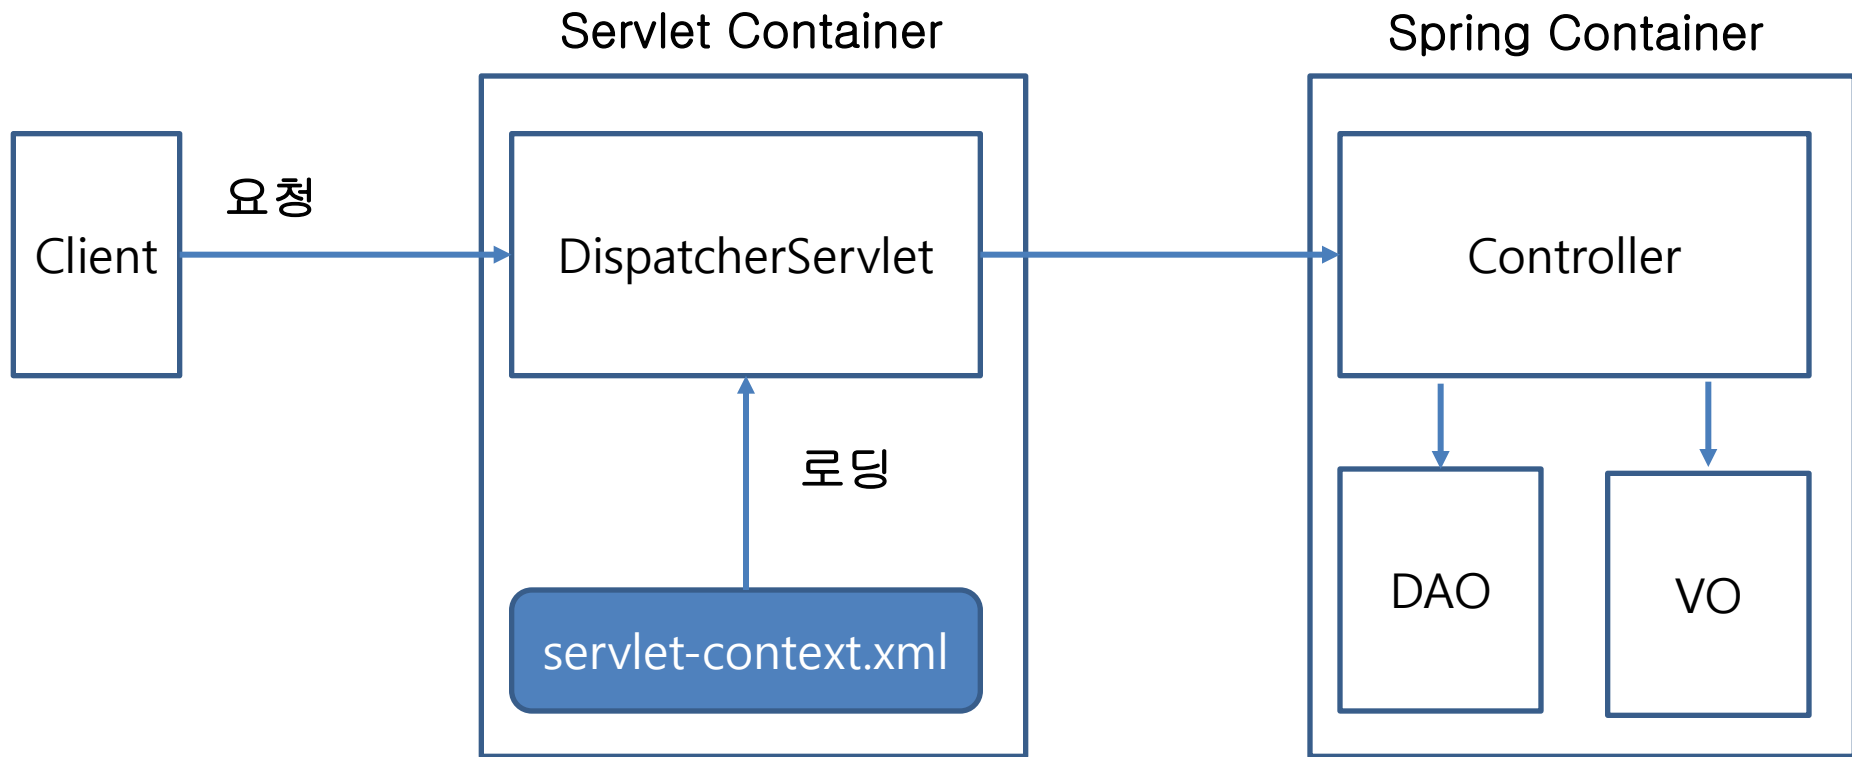 Servlet Container
Spring Container
요청
Client
DispatcherServlet
Controller
로딩
DAO
VO
servlet-context.xml